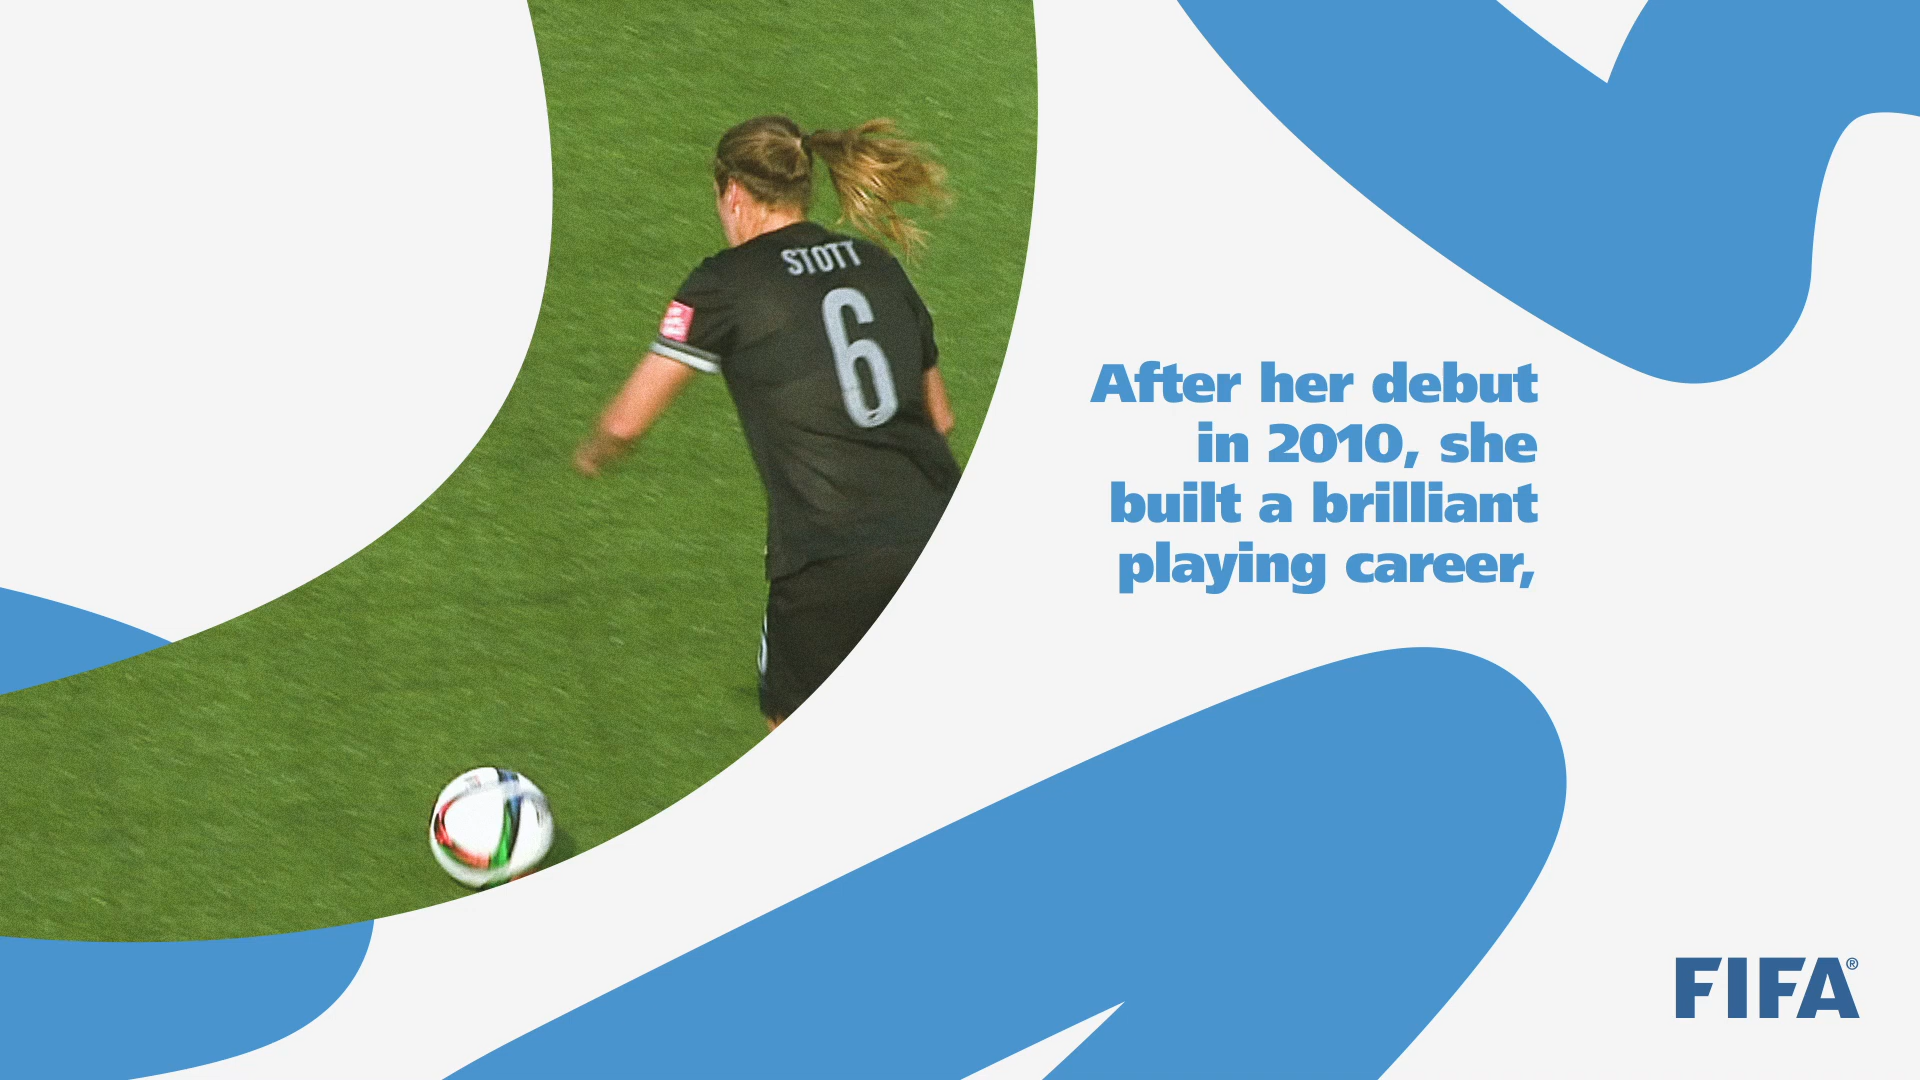 STOTT
6
After her debut
in 2010, she
built a brilliant
playing career,
FIFA®